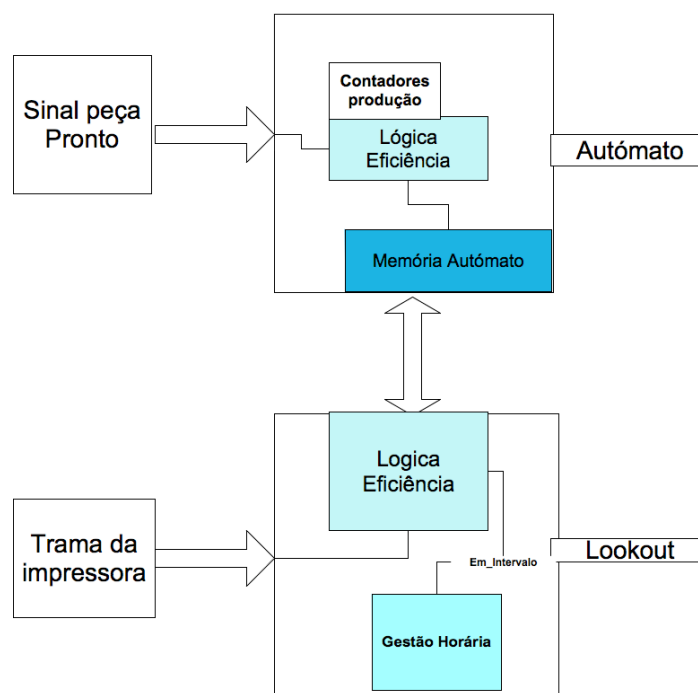 Contadores
produção
Sinal peça
Pronto
Lógica
Eficiência
Autómato
Memória Autómato
Logica
Eficiência
Trama da
impressora
Em_Intervalo
Lookout
Gestão Horária